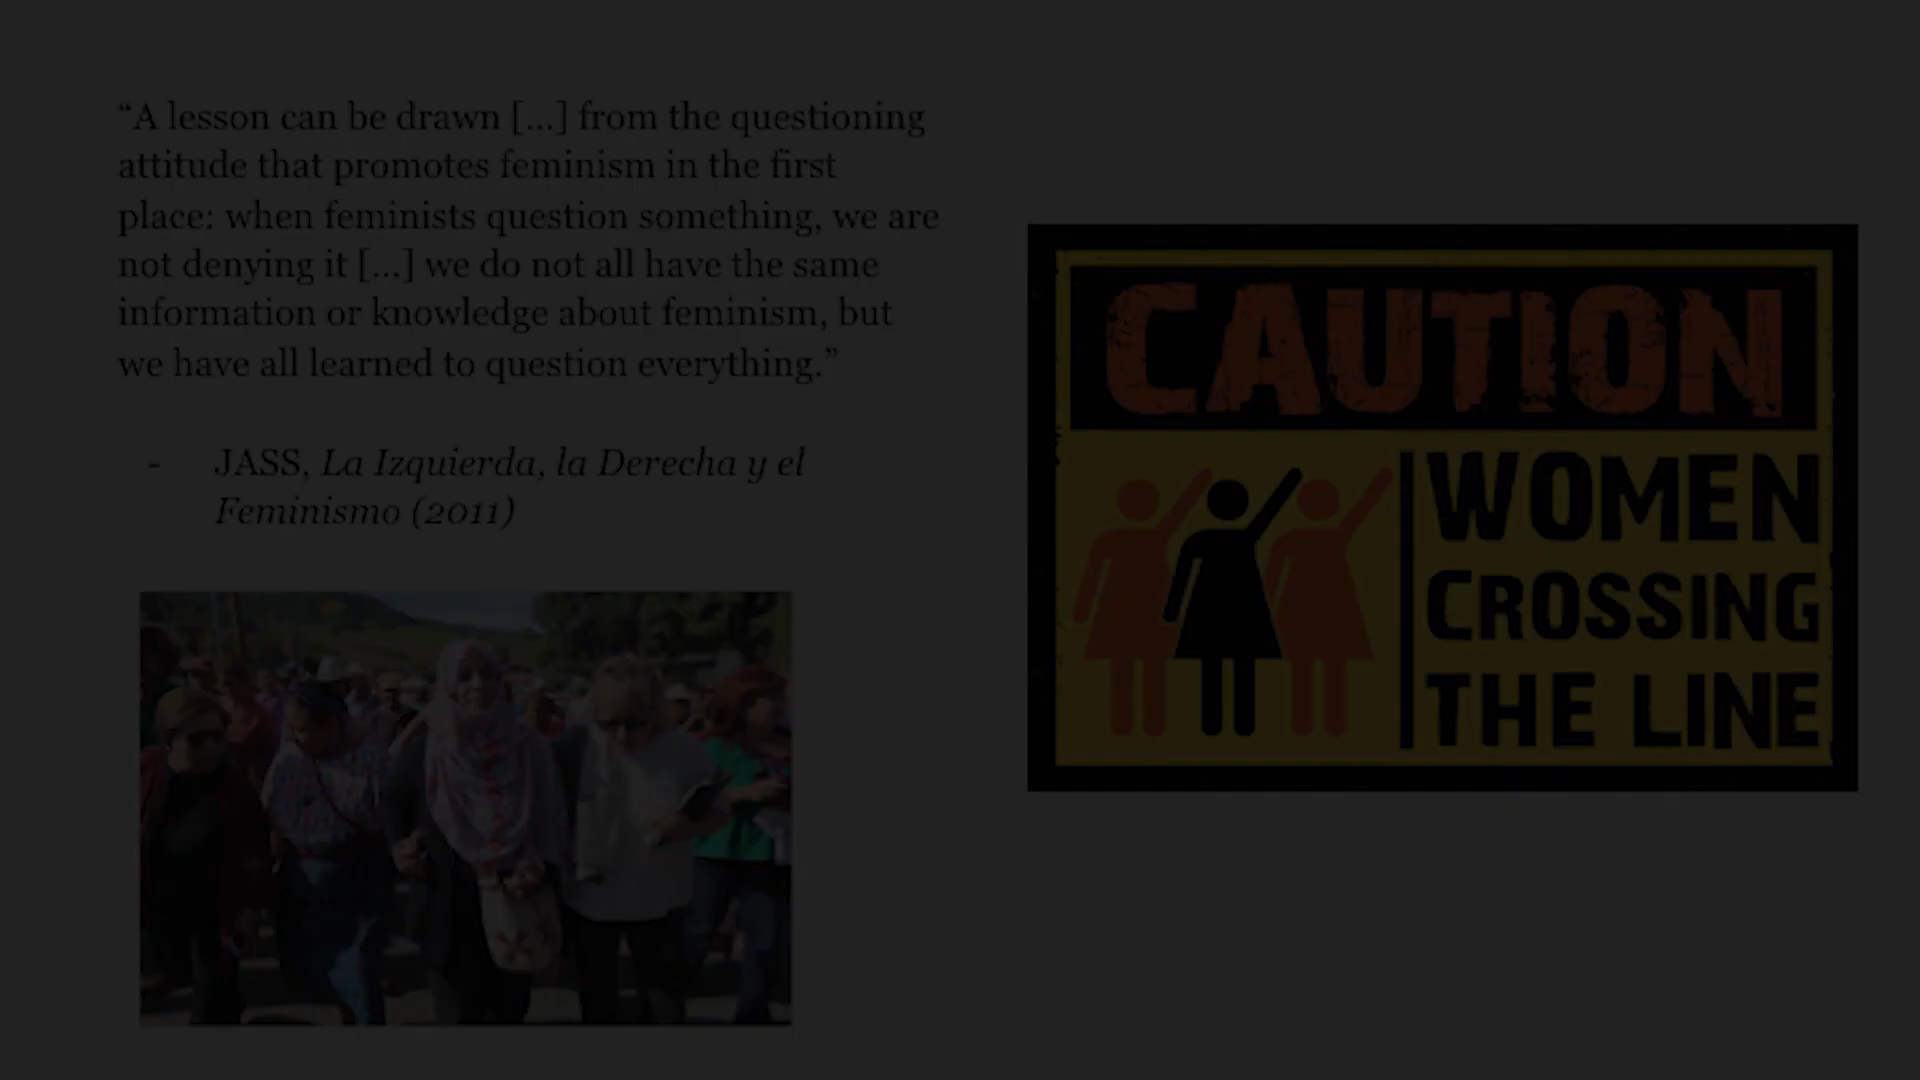 “A lesson can be drawn [...] from the questioning
attitude that promotes feminism in the first
place: when feminists question something, we are
not denying it [...] we do not all have the same
information or knowledge about feminism, but
we have all learned to question everything.”
- JASS, La Izquierda, la Derecha y el
Feminismo (2011)
CAUTION
WOMEN
CROSSING
THE LINE